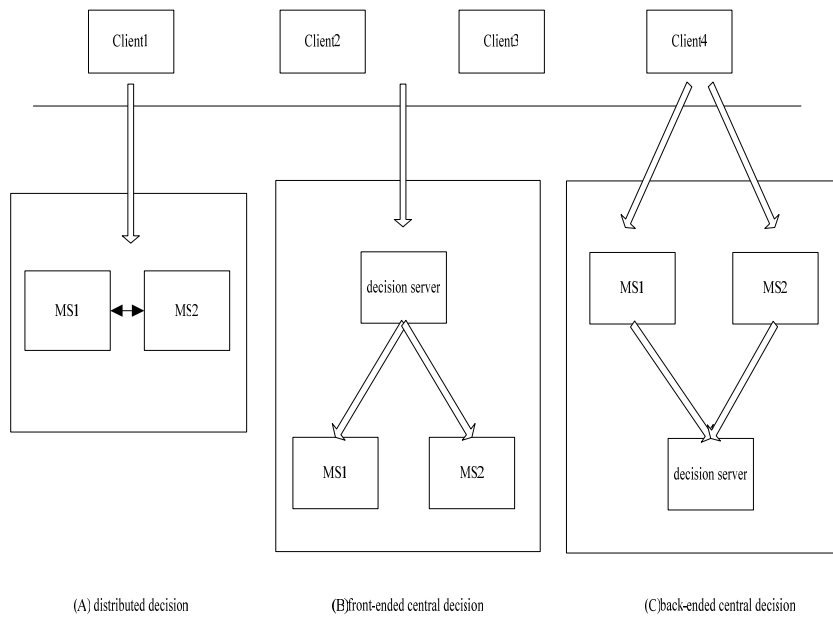 Client1
Client2
Client3
Client4
MS1
MS2
decision server
MS1
MS2
MS1
MS2
decision server
(A) distributed decision
(B)front-ended central decision
(C)back-ended central decision